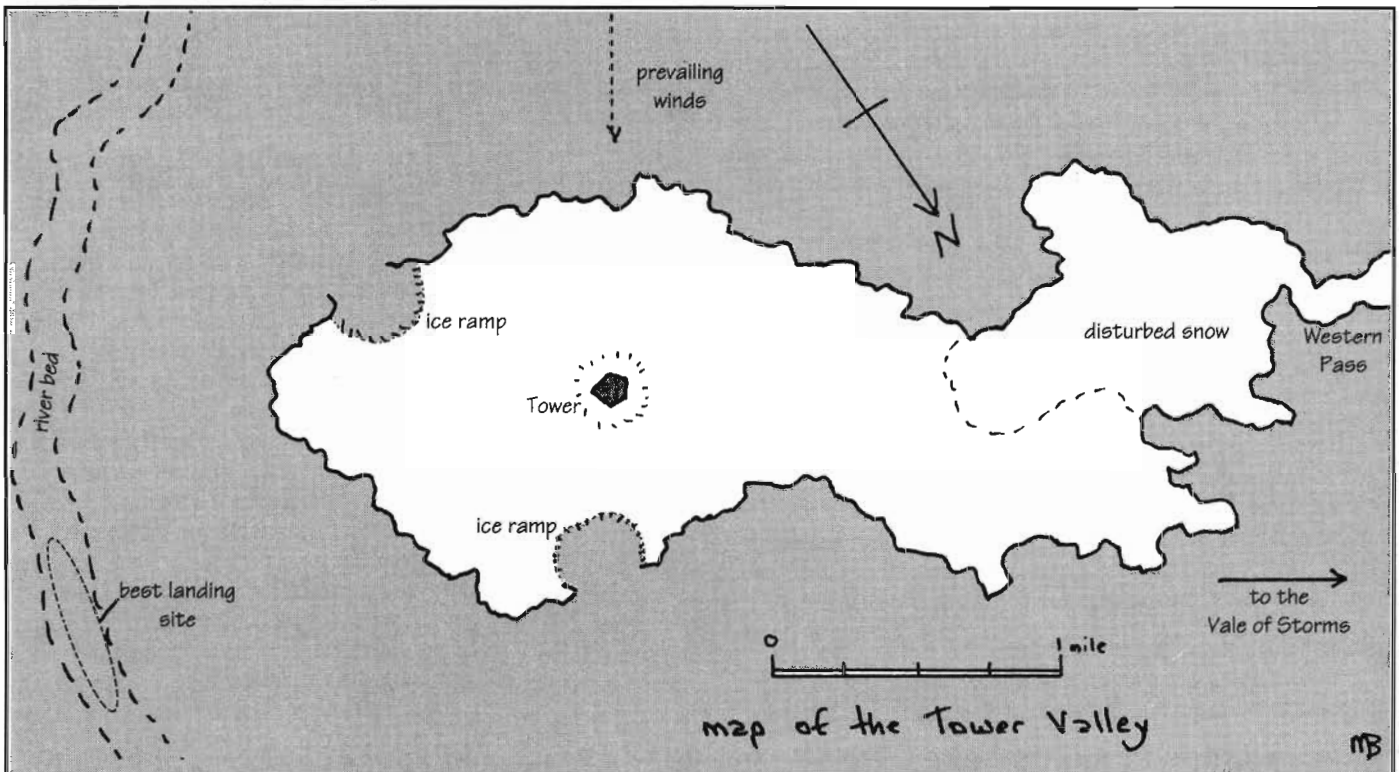 prevailing
winds
N
ice ramp
disturbed snow
Western
Pass
river bed
Tower
ice ramp
best landing
site
to the
Vale of Storms
0
1 mile
map of the Tower Valley
MB